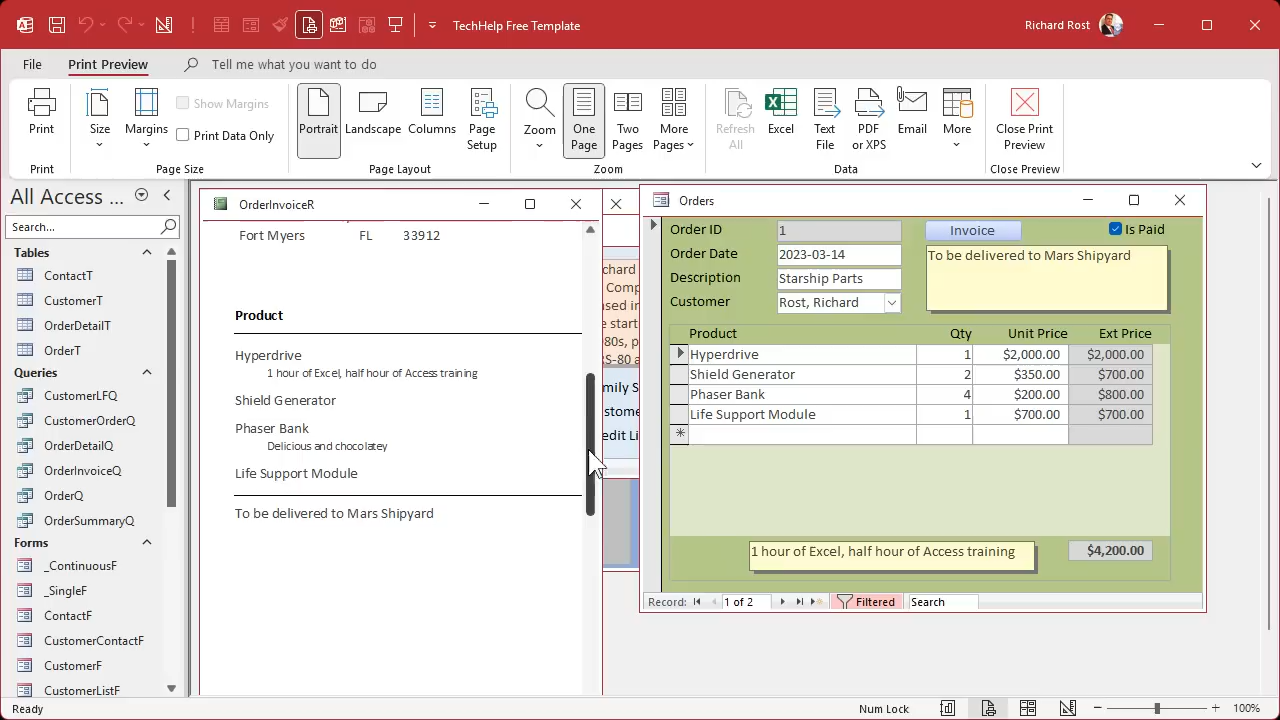 TechHelp Free Template
Richard Rost
File
Print Preview
Tell me what you want to do
Print
Size
Margins
Show Margins
Print Data Only
Portrait
Landscape
Columns
Page Setup
Zoom
One Page
Two Pages
More Pages
Refresh All
Excel
Text File
PDF or XPS
Email
More
Close Print Preview
Print
Page Size
Page Layout
Zoom
Data
Close Preview
All Access ...
Search...
Tables
ContactT
CustomerT
OrderDetailT
OrderT
Queries
CustomerLFQ
CustomerOrderQ
OrderDetailQ
OrderInvoiceQ
OrderQ
OrderSummaryQ
Forms
_ContinuousF
_SingleF
ContactF
CustomerContactF
CustomerF
CustomerListF
OrderInvoiceR
Fort Myers FL 33912
Product
Hyperdrive
1 hour of Excel, half hour of Access training
Shield Generator
Phaser Bank
Delicious and chocolatey
Life Support Module
To be delivered to Mars Shipyard
Orders
Order ID 1
Invoice
Is Paid
Order Date 2023-03-14
To be delivered to Mars Shipyard
Description Starship Parts
Customer Rost, Richard
Product Qty Unit Price Ext Price
Hyperdrive 1 $2,000.00 $2,000.00
Shield Generator 2 $350.00 $700.00
Phaser Bank 4 $200.00 $800.00
Life Support Module 1 $700.00 $700.00
1 hour of Excel, half hour of Access training
$4,200.00
Record: 1 of 2 Filtered Search
Ready
Num Lock
100%